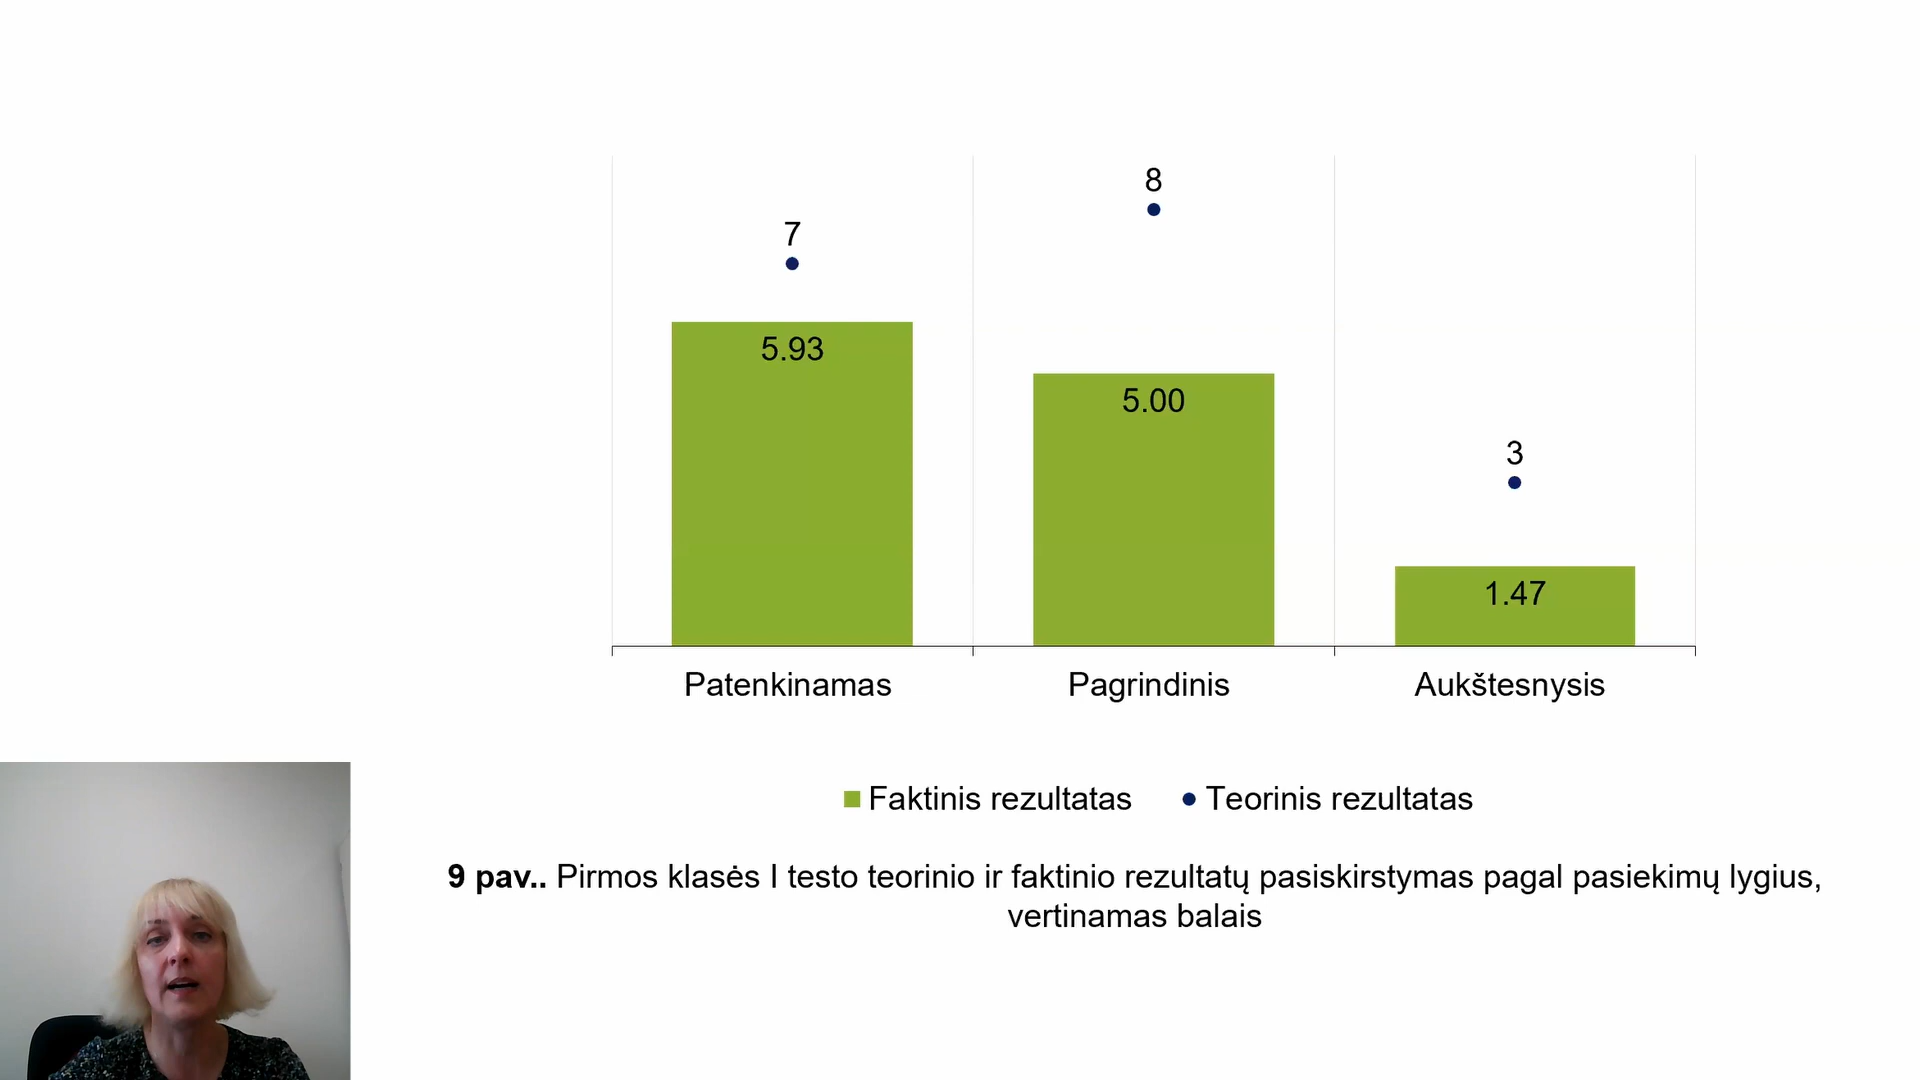 8
7
5.93
5.00
3
1.47
Patenkinamas Pagrindinis Aukštesnysis
Faktinis rezultatas Teorinis rezultatas
9 pav.. Pirmos klasės I testo teorinio ir faktinio rezultatų pasiskirstymas pagal pasiekimų lygius,
vertinamas balais